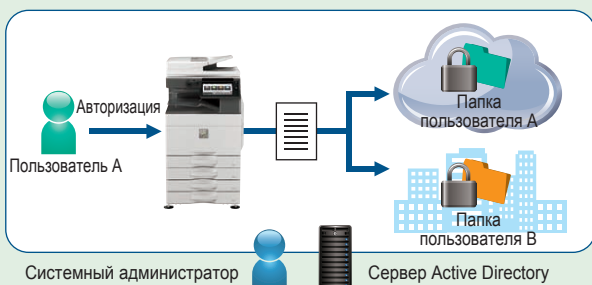 Авторизация
Пользователь А
Папка
пользователя А
Папка
пользователя В
Системный администратор
Сервер Active Directory